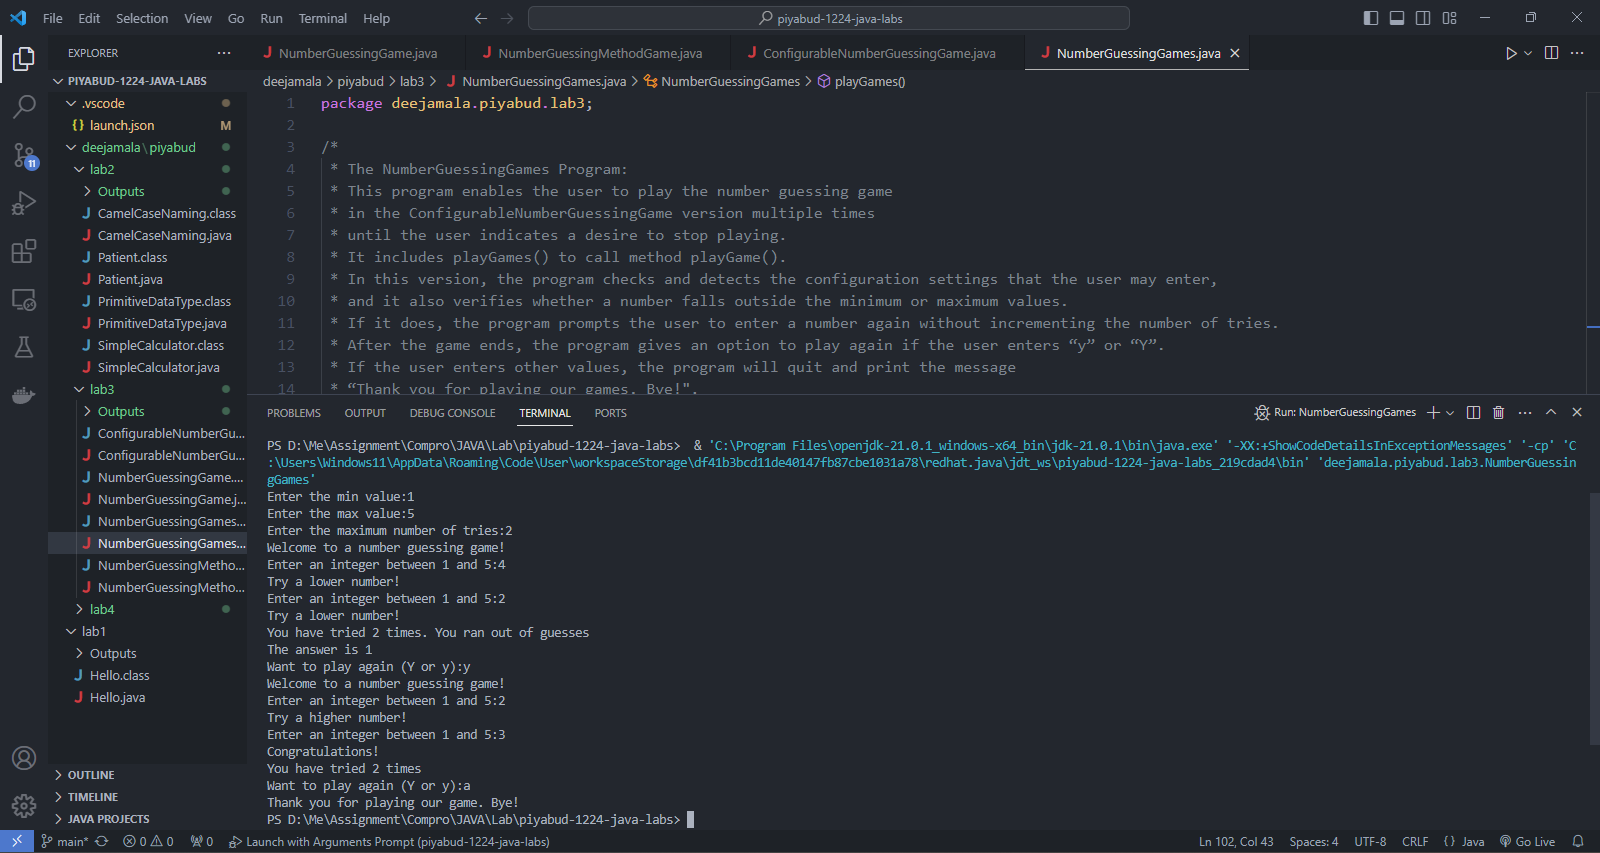 File Edit Selection View Go Run Terminal Help
piyabud-1224-java-labs
EXPLORER
PIYABUD-1224-JAVA-LABS
.vscode
{} launch.json M
deejamala\piyabud
lab2
Outputs
CamelCaseNaming.class
CamelCaseNaming.java
Patient.class
Patient.java
PrimitiveDataType.class
PrimitiveDataType.java
SimpleCalculator.class
SimpleCalculator.java
lab3
Outputs
ConfigurableNumberGu...
ConfigurableNumberGu...
NumberGuessingGame....
NumberGuessingGame.j...
NumberGuessingGames...
NumberGuessingGames...
NumberGuessingMetho...
NumberGuessingMetho...
lab4
lab1
Outputs
Hello.class
Hello.java
OUTLINE
TIMELINE
JAVA PROJECTS
11
NumberGuessingGame.java NumberGuessingMethodGame.java ConfigurableNumberGuessingGame.java NumberGuessingGames.java
deejamala > piyabud > lab3 > NumberGuessingGames.java > NumberGuessingGames > playGames()
1 package deejamala.piyabud.lab3;
2
3 /*
4 * The NumberGuessingGames Program:
5 * This program enables the user to play the number guessing game
6 * in the ConfigurableNumberGuessingGame version multiple times
7 * until the user indicates a desire to stop playing.
8 * It includes playGames() to call method playGame().
9 * In this version, the program checks and detects the configuration settings that the user may enter,
10 * and it also verifies whether a number falls outside the minimum or maximum values.
11 * If it does, the program prompts the user to enter a number again without incrementing the number of tries.
12 * After the game ends, the program gives an option to play again if the user enters “y” or “Y”.
13 * If the user enters other values, the program will quit and print the message
14 * “Thank you for playing our games. Bye!".
PROBLEMS OUTPUT DEBUG CONSOLE TERMINAL PORTS
Run: NumberGuessingGames
PS D:\Me\Assignment\Compro\JAVA\Lab\piyabud-1224-java-labs> & 'C:\Program Files\openjdk-21.0.1_windows-x64_bin\jdk-21.0.1\bin\java.exe' '-XX:+ShowCodeDetailsInExceptionMessages' '-cp' 'C
:\Users\Windows11\AppData\Roaming\Code\User\workspaceStorage\df41b3bcd11de40147fb87cbe1031a78\redhat.java\jdt_ws\piyabud-1224-java-labs_219cdad4\bin' 'deejamala.piyabud.lab3.NumberGuessin
gGames'
Enter the min value:1
Enter the max value:5
Enter the maximum number of tries:2
Welcome to a number guessing game!
Enter an integer between 1 and 5:4
Try a lower number!
Enter an integer between 1 and 5:2
Try a lower number!
You have tried 2 times. You ran out of guesses
The answer is 1
Want to play again (Y or y):y
Welcome to a number guessing game!
Enter an integer between 1 and 5:2
Try a higher number!
Enter an integer between 1 and 5:3
Congratulations!
You have tried 2 times
Want to play again (Y or y):a
Thank you for playing our game. Bye!
PS D:\Me\Assignment\Compro\JAVA\Lab\piyabud-1224-java-labs>
main* 0 0 0 Launch with Arguments Prompt (piyabud-1224-java-labs) Ln 102, Col 43 Spaces: 4 UTF-8 CRLF {} Java Go Live